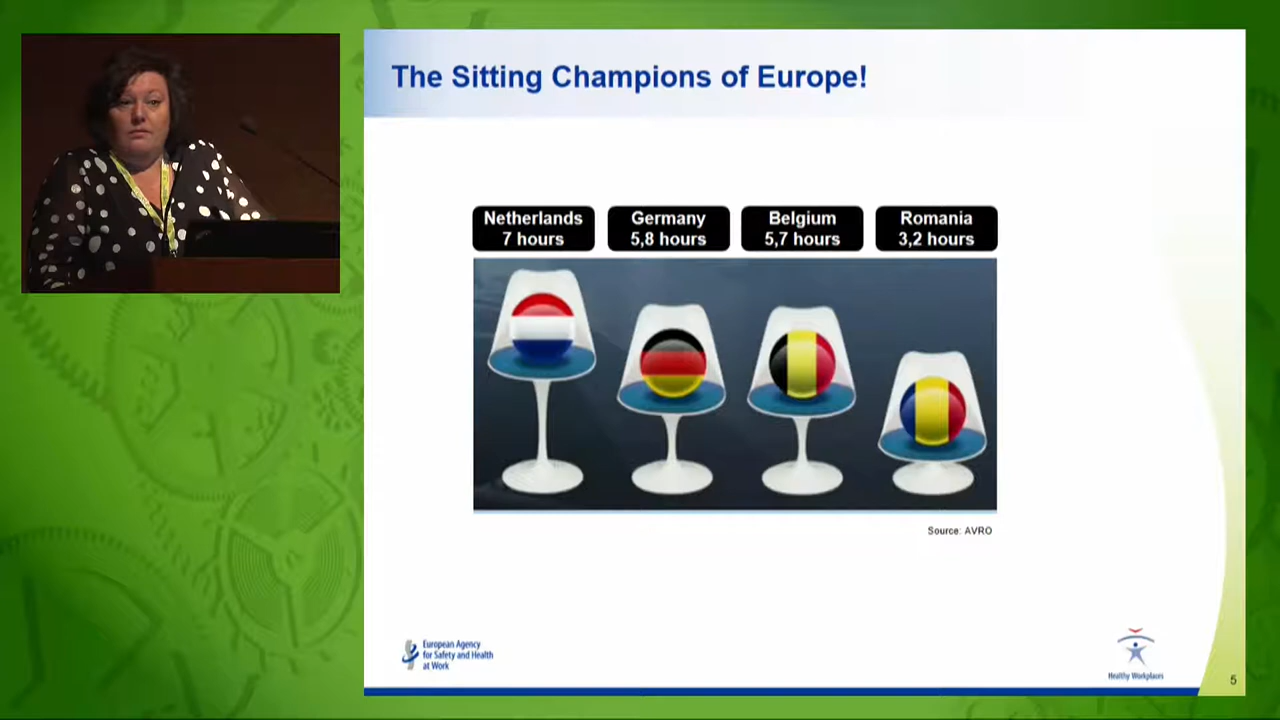 The Sitting Champions of Europe!
Netherlands
7 hours
Germany
5,8 hours
Belgium
5,7 hours
Romania
3,2 hours
Source: AVRO
European Agency
for Safety and Health
at Work
Healthy Workplaces
5